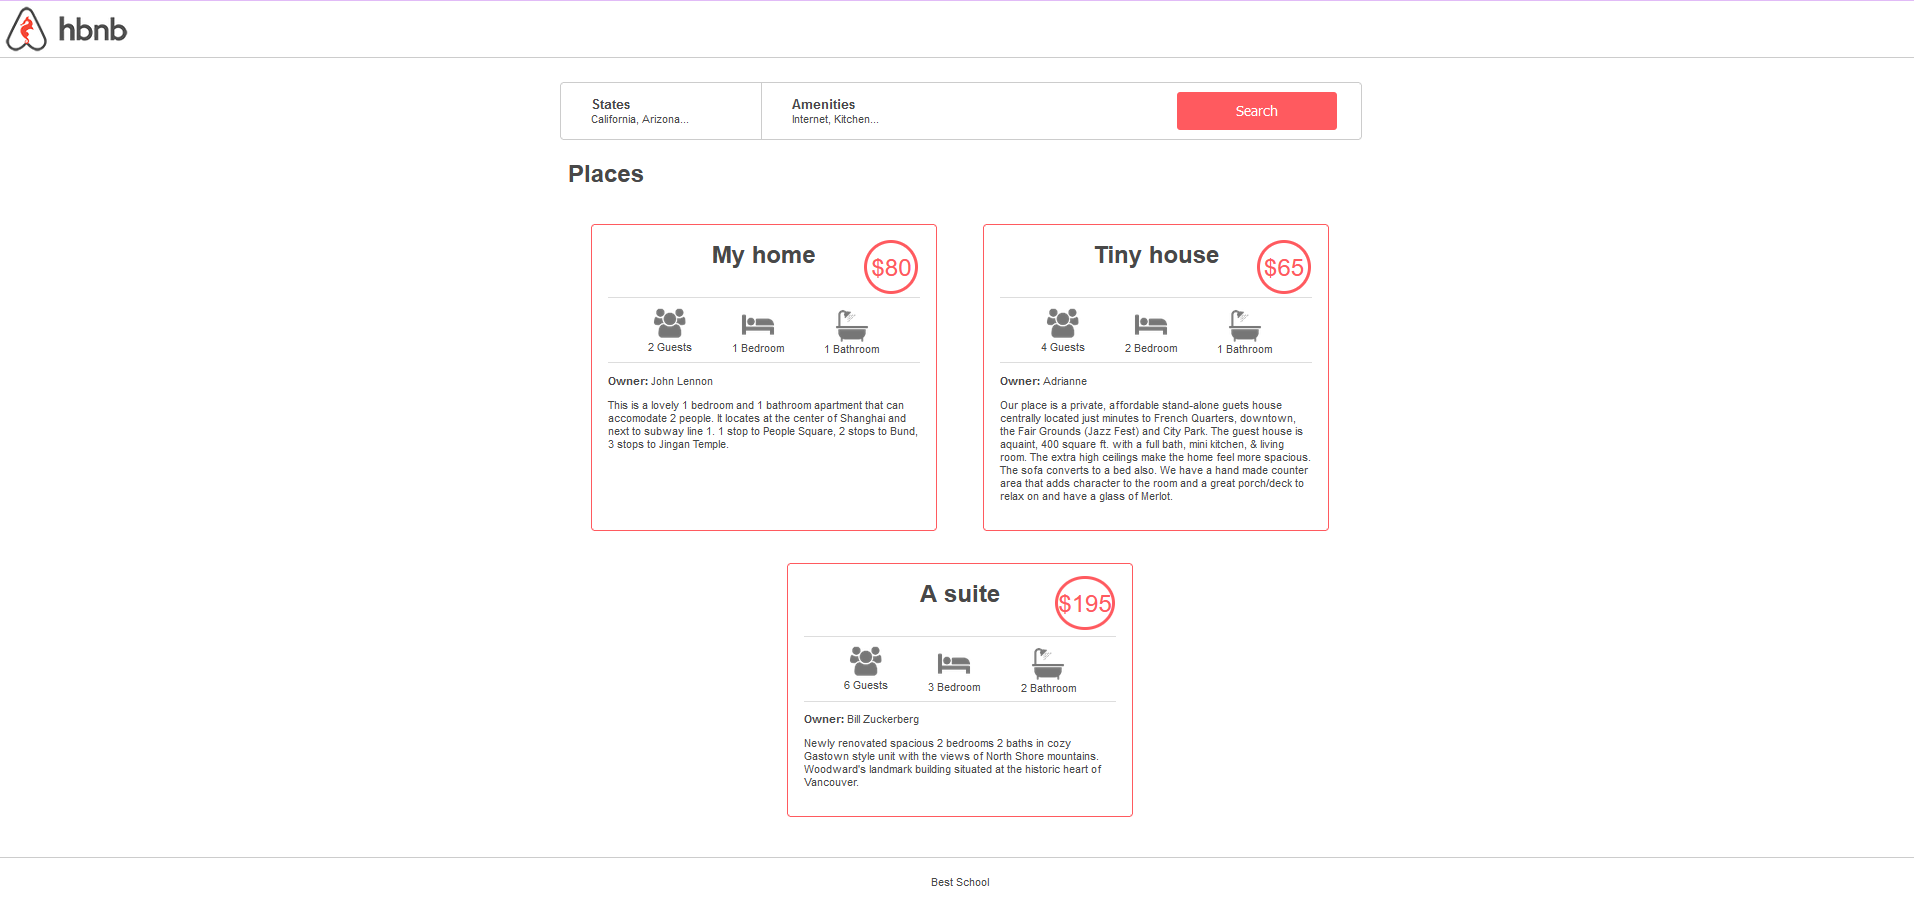 hbnb
States
California, Arizona...
Amenities
Internet, Kitchen...
Search
Places
My home
$80
2 Guests
1 Bedroom
1 Bathroom
Owner: John Lennon
This is a lovely 1 bedroom and 1 bathroom apartment that can
accomodate 2 people. It locates at the center of Shanghai and
next to subway line 1. 1 stop to People Square, 2 stops to Bund,
3 stops to Jingan Temple.
Tiny house
$65
4 Guests
2 Bedroom
1 Bathroom
Owner: Adrianne
Our place is a private, affordable stand-alone guets house
centrally located just minutes to French Quarters, downtown,
the Fair Grounds (Jazz Fest) and City Park. The guest house is
aquaint, 400 square ft. with a full bath, mini kitchen, & living
room. The extra high ceilings make the home feel more spacious.
The sofa converts to a bed also. We have a hand made counter
area that adds character to the room and a great porch/deck to
relax on and have a glass of Merlot.
A suite
$195
6 Guests
3 Bedroom
2 Bathroom
Owner: Bill Zuckerberg
Newly renovated spacious 2 bedrooms 2 baths in cozy
Gastown style unit with the views of North Shore mountains.
Woodward's landmark building situated at the historic heart of
Vancouver.
Best School